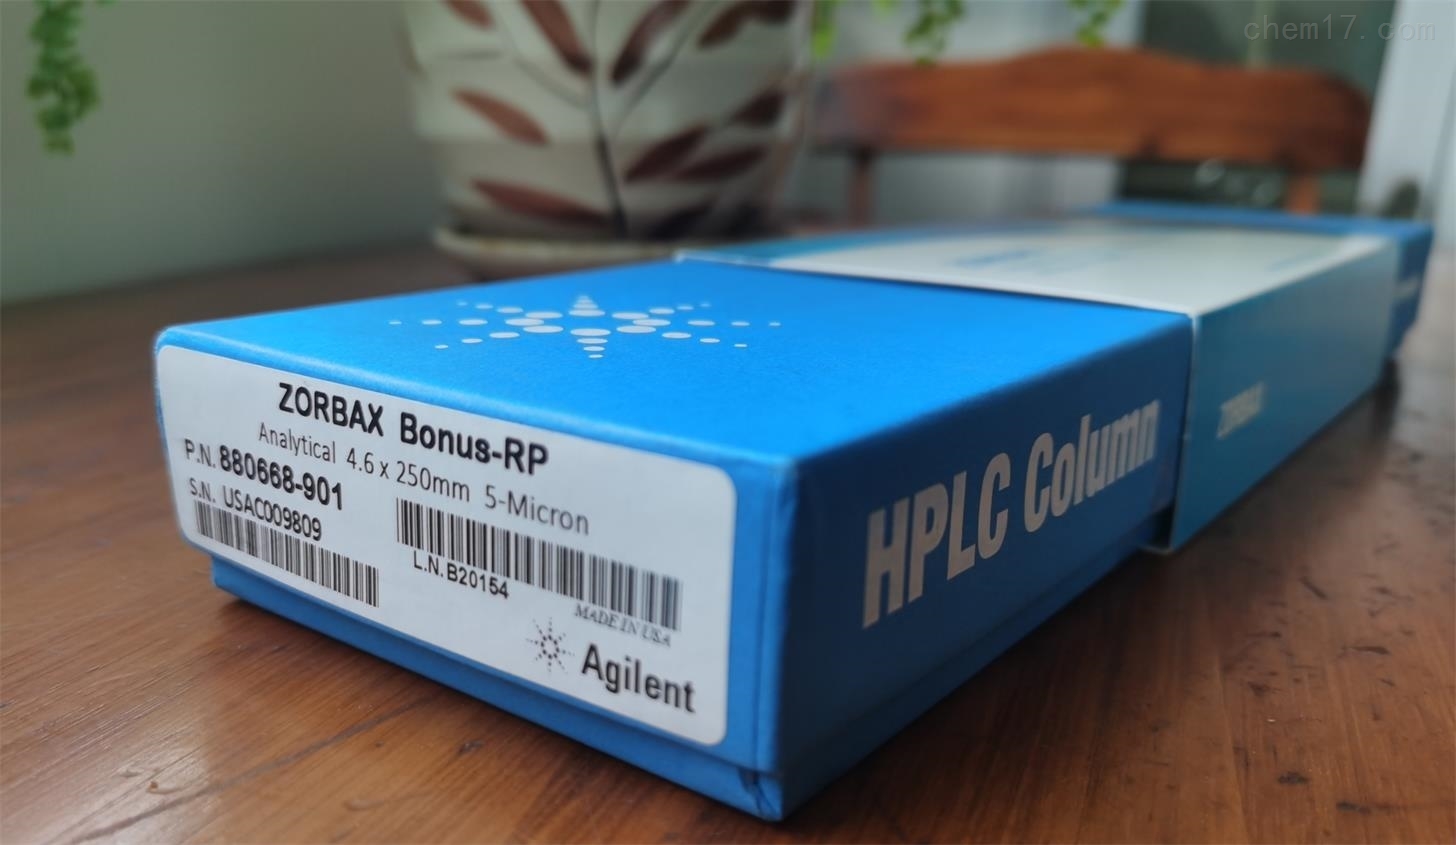 chem17.com
ZORBAX Bonus-RP
Analytical 4.6 x 250mm 5-Micron
P.N. 880668-901
S.N. USAC009809
L.N. B20154
MADE IN USA
Agilent
HPLC Column
ZORBAX